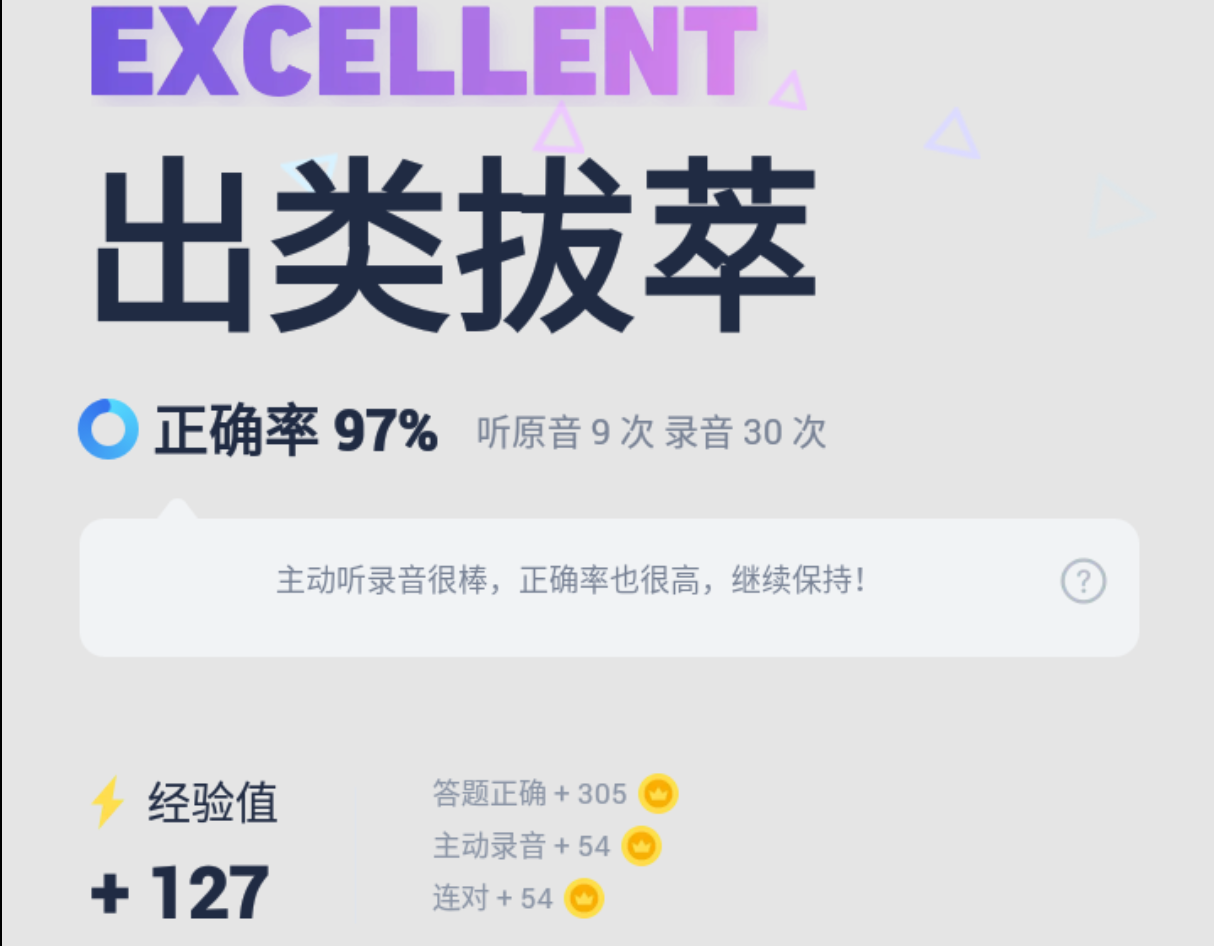 EXCELLENT
出类拔萃
正确率 97% 听原音 9 次 录音 30 次
主动听录音很棒，正确率也很高，继续保持！
?
经验值
+ 127
答题正确 + 305
主动录音 + 54
连对 + 54